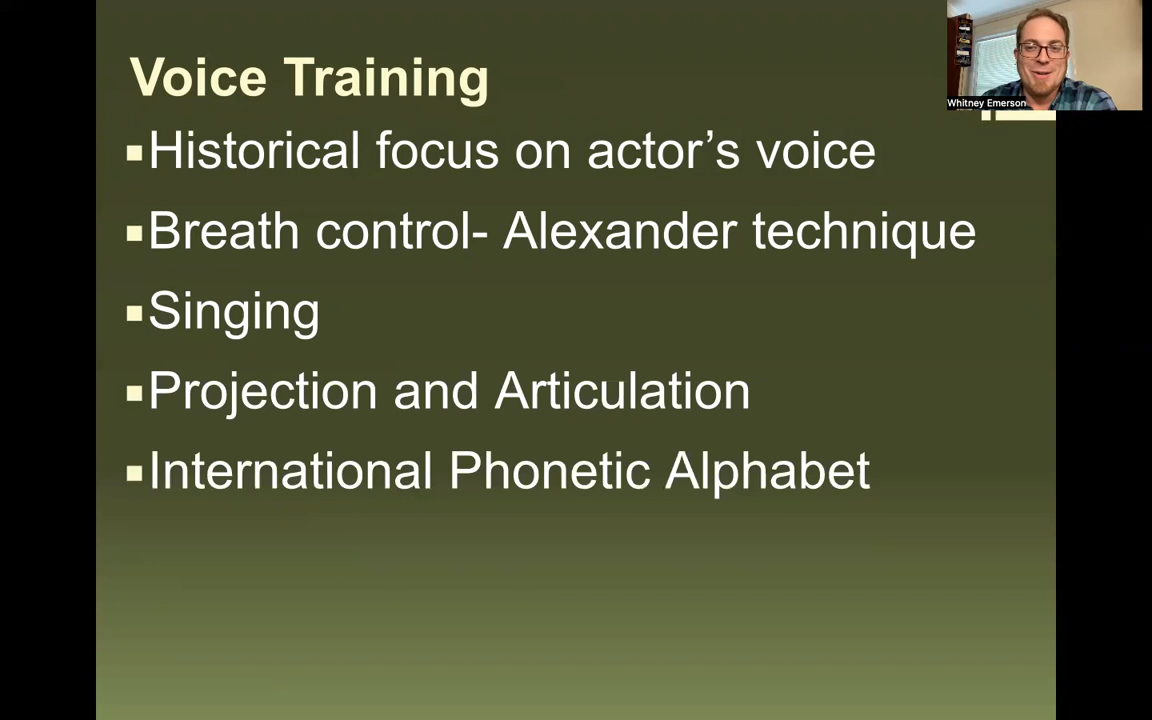 Voice Training
Historical focus on actor’s voice
Breath control- Alexander technique
Singing
Projection and Articulation
International Phonetic Alphabet
Whitney Emerson